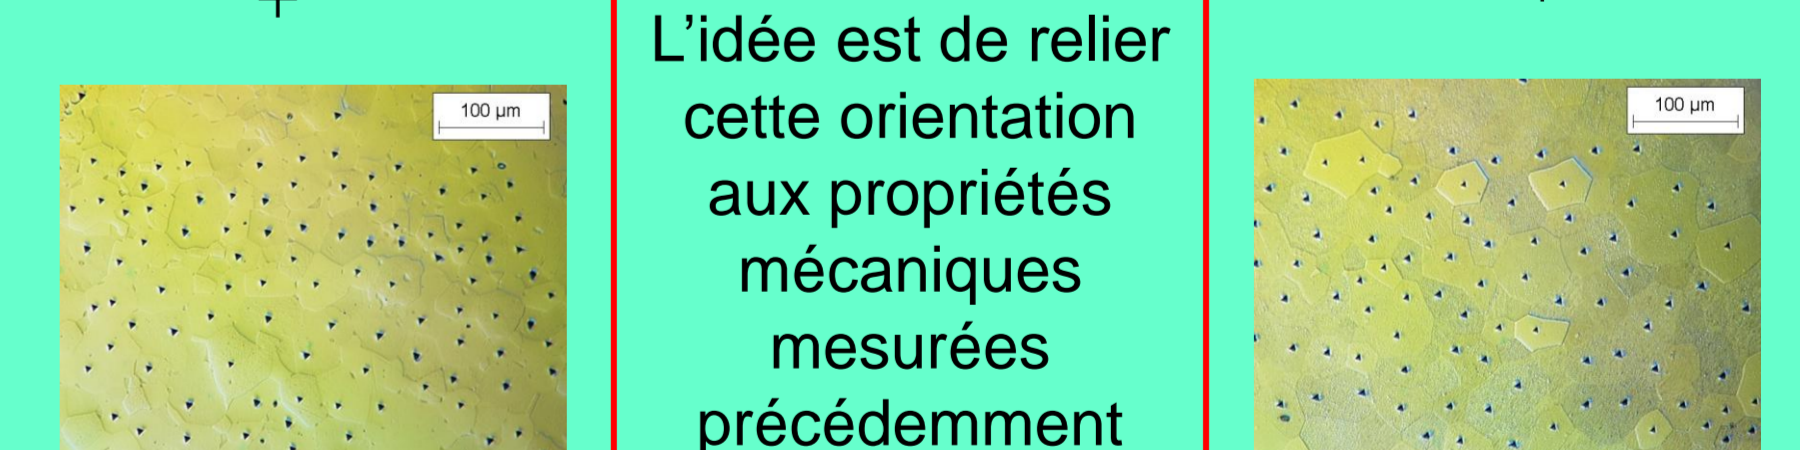 100 µm
L’idée est de relier
cette orientation
aux propriétés
mécaniques
mesurées
précédemment
100 µm